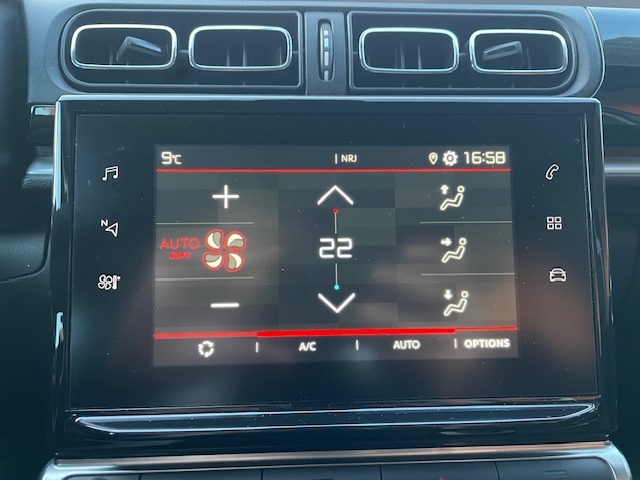 9°C | NRJ 16:58
N
AUTO
22
A/C | AUTO | OPTIONS